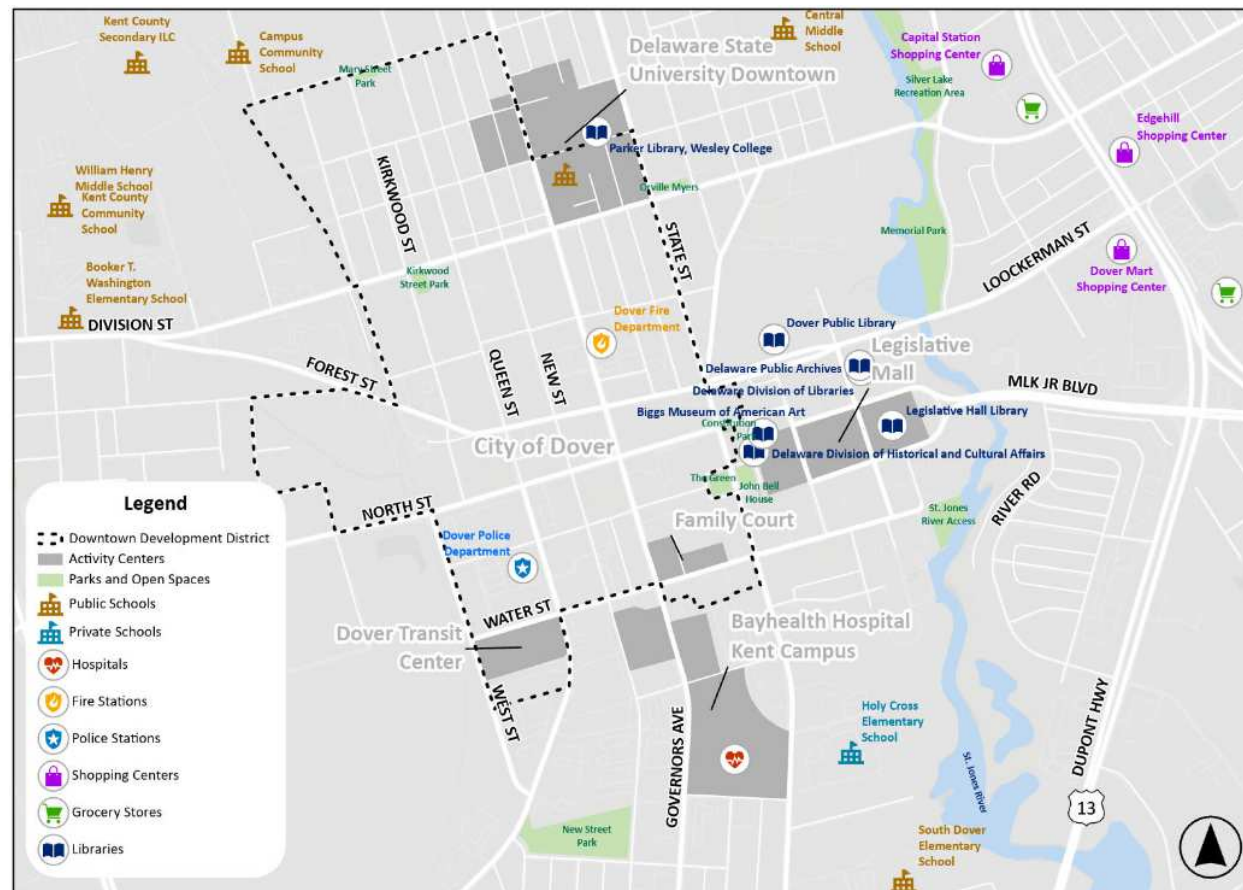 Kent County
Secondary ILC
Campus
Community
School
Central
Middle
School
Capital Station
Shopping Center
Delaware State
University Downtown
Mary Street
Park
Silver Lake
Recreation Area
Edgehill
Shopping Center
Parker Library, Wesley College
William Henry
Middle School
Kent County
Community
School
KIRKWOOD ST
Orville Myers
STATE ST
Memorial Park
LOOCKERMAN ST
Dover Mart
Shopping Center
Booker T.
Washington
Elementary School
Kirkwood
Street Park
DIVISION ST
Dover Fire
Department
Dover Public Library
FOREST ST
QUEEN ST
NEW ST
Delaware Public Archives
Legislative
Mall
Delaware Division of Libraries
MLK JR BLVD
Biggs Museum of American Art
Legislative Hall Library
Constitution
Park
City of Dover
Delaware Division of Historical and Cultural Affairs
The Green
John Bell
House
NORTH ST
Family Court
St. Jones
River Access
RIVER RD
Dover Police
Department
WATER ST
Dover Transit
Center
Bayhealth Hospital
Kent Campus
WEST ST
GOVERNORS AVE
Holy Cross
Elementary
School
DUPONT HWY
St. Jones River
13
New Street
Park
South Dover
Elementary
School
Legend
Downtown Development District
Activity Centers
Parks and Open Spaces
Public Schools
Private Schools
Hospitals
Fire Stations
Police Stations
Shopping Centers
Grocery Stores
Libraries